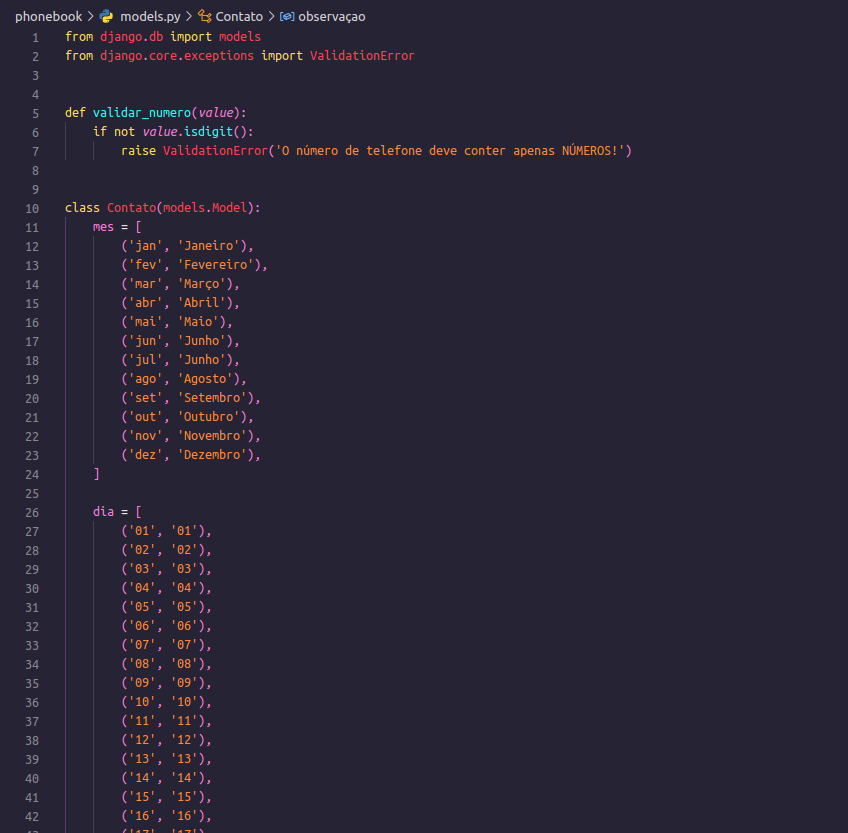 phonebook > models.py > Contato > observaçao
1 from django.db import models
2 from django.core.exceptions import ValidationError
3
4
5 def validar_numero(value):
6 if not value.isdigit():
7 raise ValidationError('O número de telefone deve conter apenas NÚMEROS!')
8
9
10 class Contato(models.Model):
11 mes = [
12 ('jan', 'Janeiro'),
13 ('fev', 'Fevereiro'),
14 ('mar', 'Março'),
15 ('abr', 'Abril'),
16 ('mai', 'Maio'),
17 ('jun', 'Junho'),
18 ('jul', 'Junho'),
19 ('ago', 'Agosto'),
20 ('set', 'Setembro'),
21 ('out', 'Outubro'),
22 ('nov', 'Novembro'),
23 ('dez', 'Dezembro'),
24 ]
25
26 dia = [
27 ('01', '01'),
28 ('02', '02'),
29 ('03', '03'),
30 ('04', '04'),
31 ('05', '05'),
32 ('06', '06'),
33 ('07', '07'),
34 ('08', '08'),
35 ('09', '09'),
36 ('10', '10'),
37 ('11', '11'),
38 ('12', '12'),
39 ('13', '13'),
40 ('14', '14'),
41 ('15', '15'),
42 ('16', '16'),